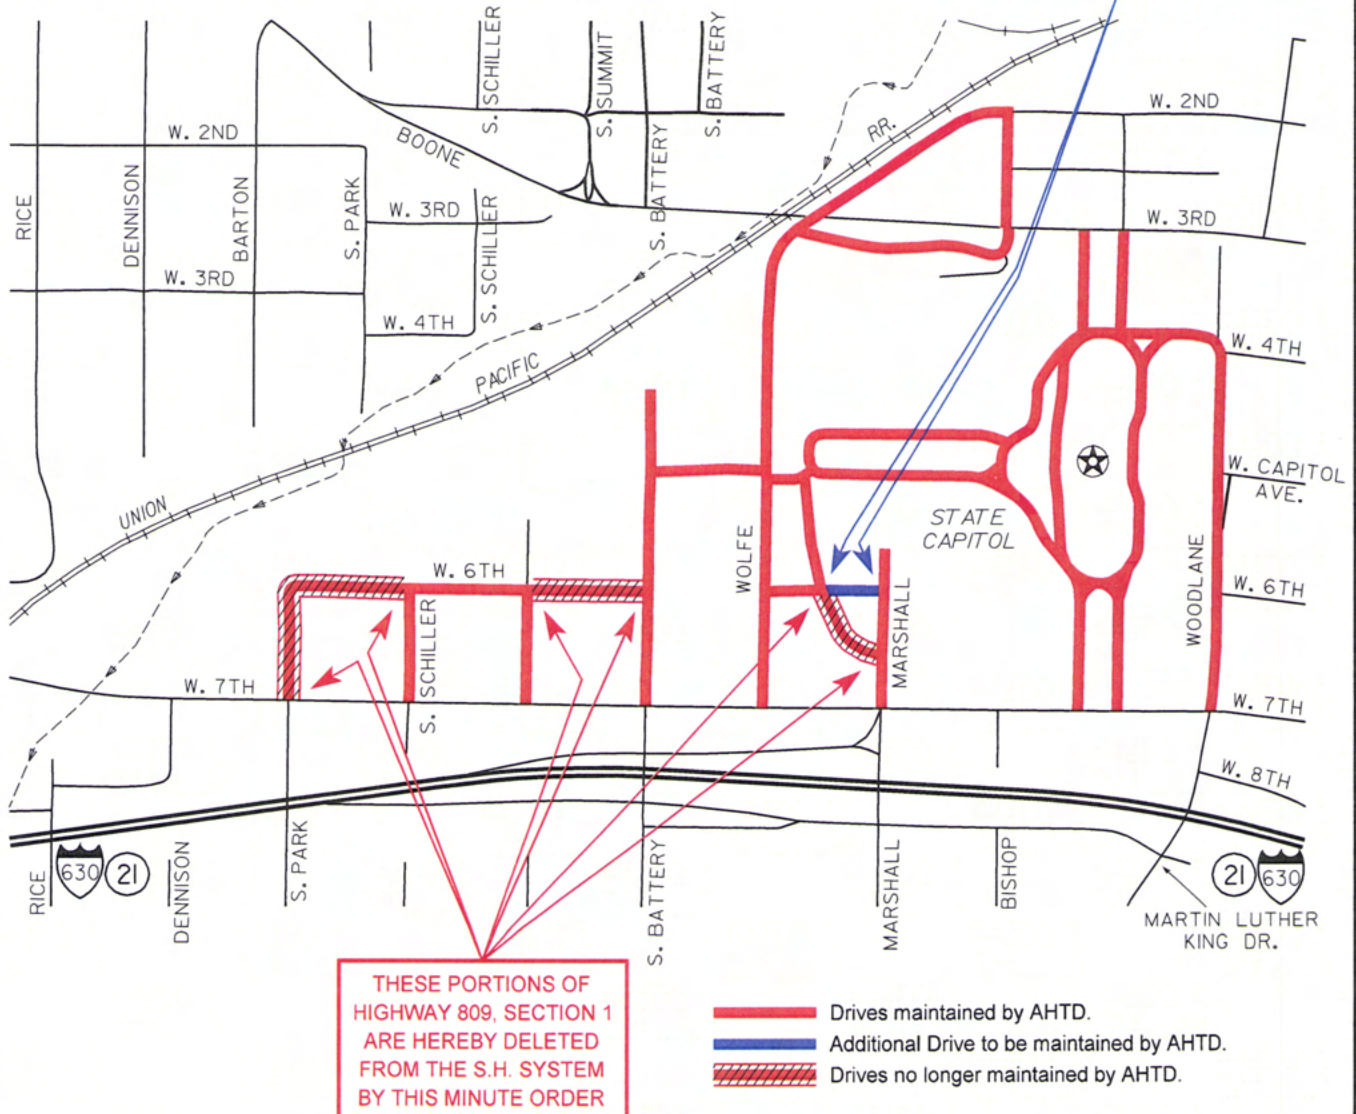 S. SCHILLER
S. SUMMIT
S. BATTERY
W. 2ND
W. 2ND
BOONE
RR.
RICE
DENNISON
BARTON
S. PARK
W. 3RD
S. SCHILLER
S. BATTERY
W. 3RD
W. 3RD
W. 4TH
W. 4TH
PACIFIC
UNION
W. CAPITOL
AVE.
STATE
CAPITOL
WOLFE
W. 6TH
W. 6TH
S. SCHILLER
MARSHALL
WOODLANE
W. 7TH
W. 7TH
W. 8TH
RICE
630
21
DENNISON
S. PARK
S. BATTERY
MARSHALL
BISHOP
21
630
MARTIN LUTHER
KING DR.
THESE PORTIONS OF
HIGHWAY 809, SECTION 1
ARE HEREBY DELETED
FROM THE S.H. SYSTEM
BY THIS MINUTE ORDER
Drives maintained by AHTD.
Additional Drive to be maintained by AHTD.
Drives no longer maintained by AHTD.